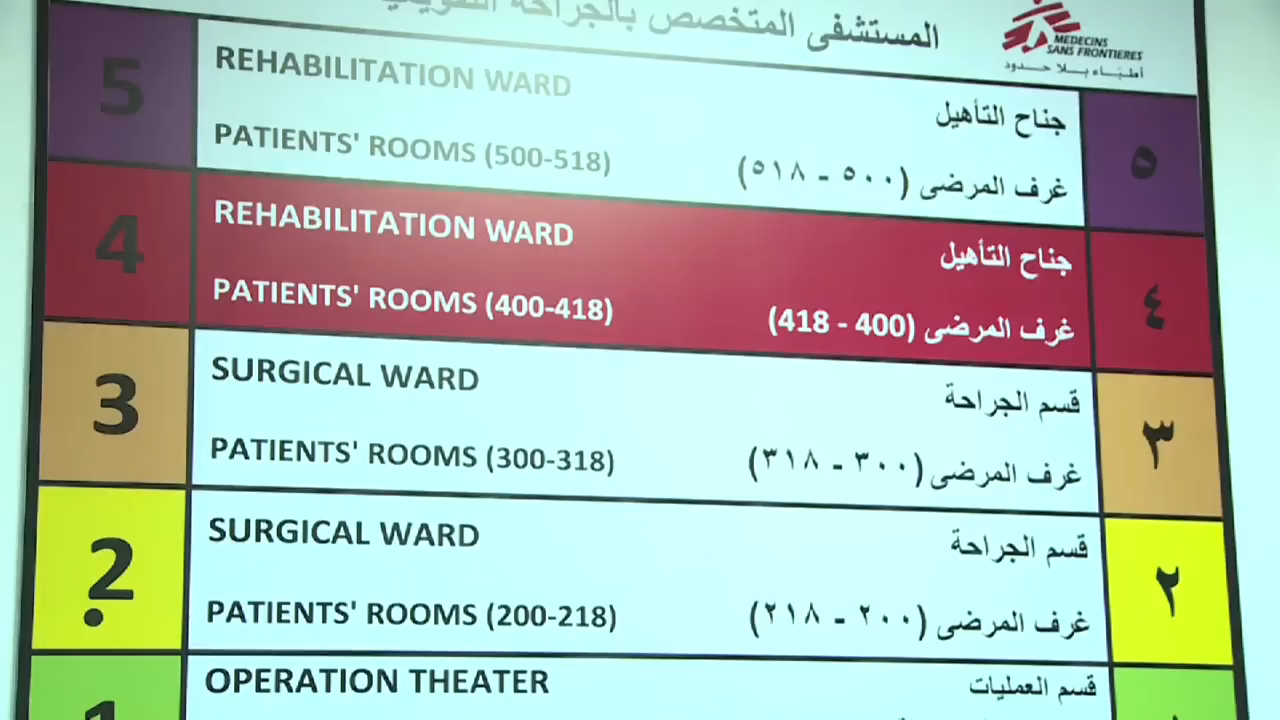 المستشفى المتخصص بالجراحة التقويمية
MEDECINS
SANS FRONTIERES
أطباء بلا حدود
5
REHABILITATION WARD
جناح التأهيل
٥
PATIENTS' ROOMS (500-518)
غرف المرضى (٥٠٠ - ٥١٨)
4
REHABILITATION WARD
جناح التأهيل
٤
PATIENTS' ROOMS (400-418)
غرف المرضى (400 - 418)
3
SURGICAL WARD
قسم الجراحة
٣
PATIENTS' ROOMS (300-318)
غرف المرضى (٣٠٠ - ٣١٨)
2
SURGICAL WARD
قسم الجراحة
٢
PATIENTS' ROOMS (200-218)
غرف المرضى (٢٠٠ - ٢١٨)
1
OPERATION THEATER
قسم العمليات